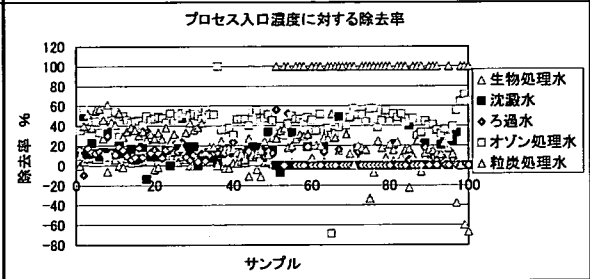 プロセス入口濃度に対する除去率
120
100
80
60
40
20
0
-20
-40
-60
-80
0 20 40 60 80 100
除去率 %
サンプル
生物処理水
沈澱水
ろ過水
オゾン処理水
粒炭処理水